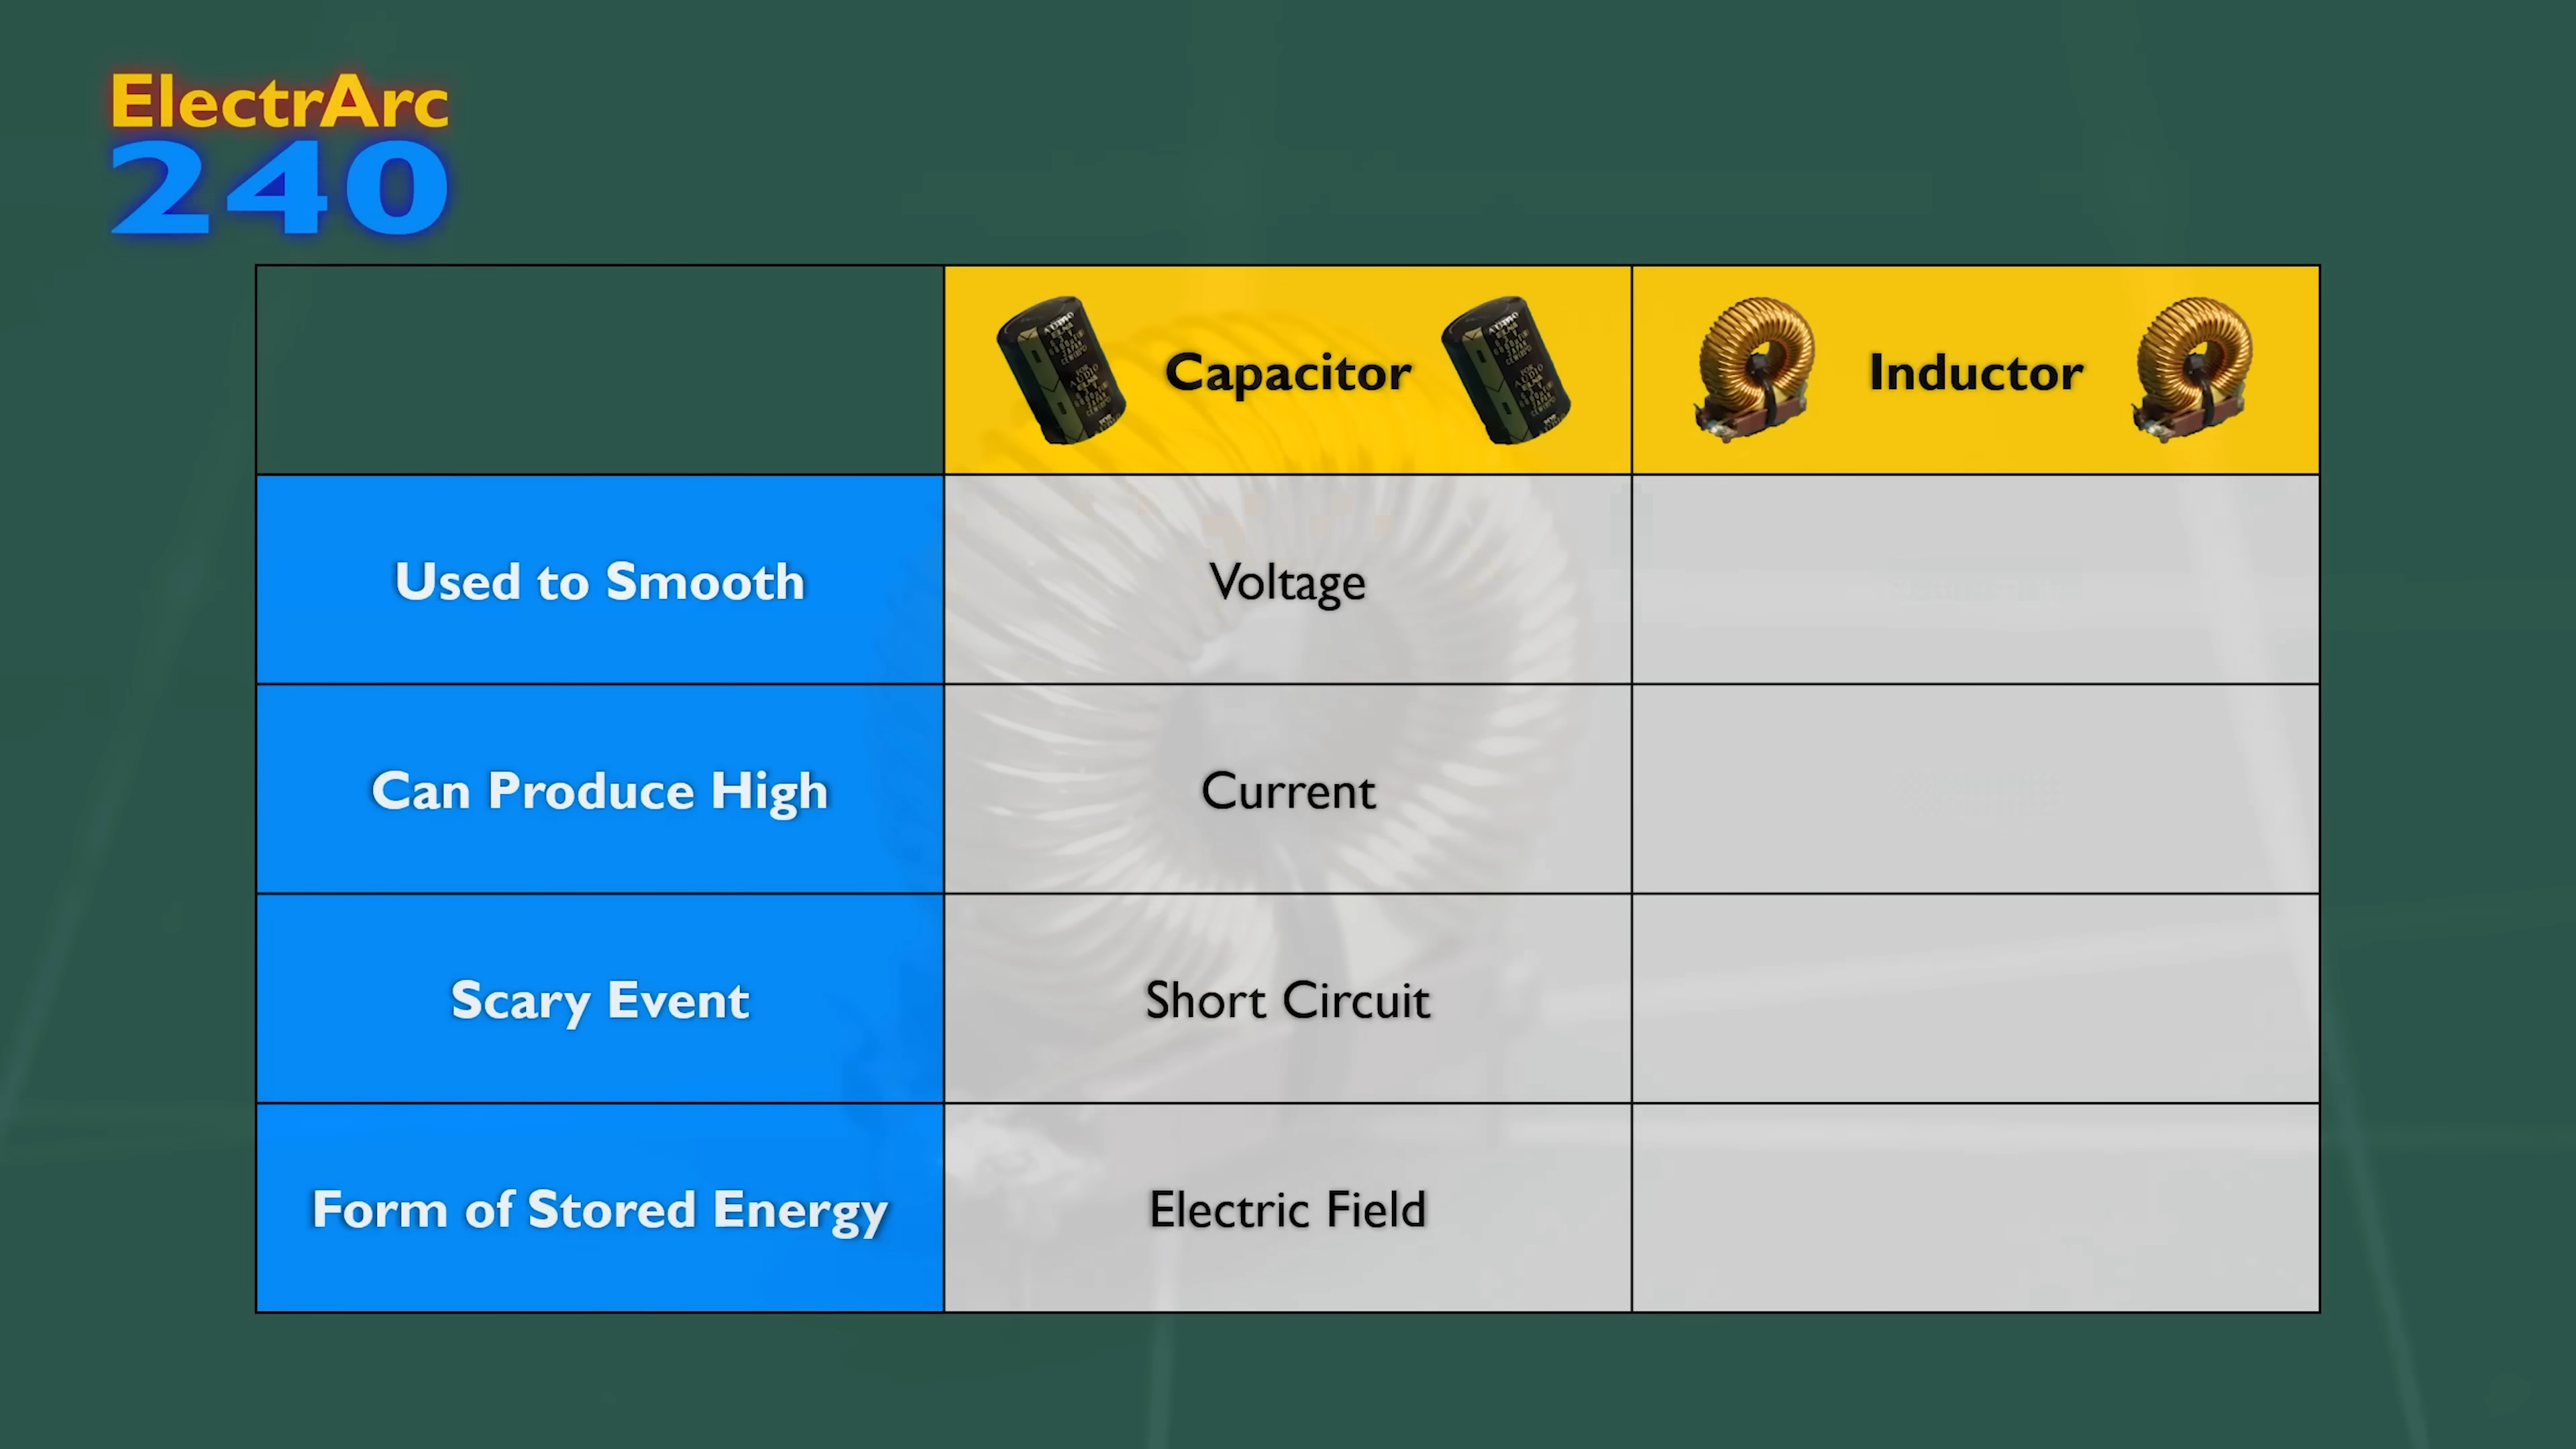 ElectrArc
240
Capacitor
Inductor
Used to Smooth
Voltage
Can Produce High
Current
Scary Event
Short Circuit
Form of Stored Energy
Electric Field